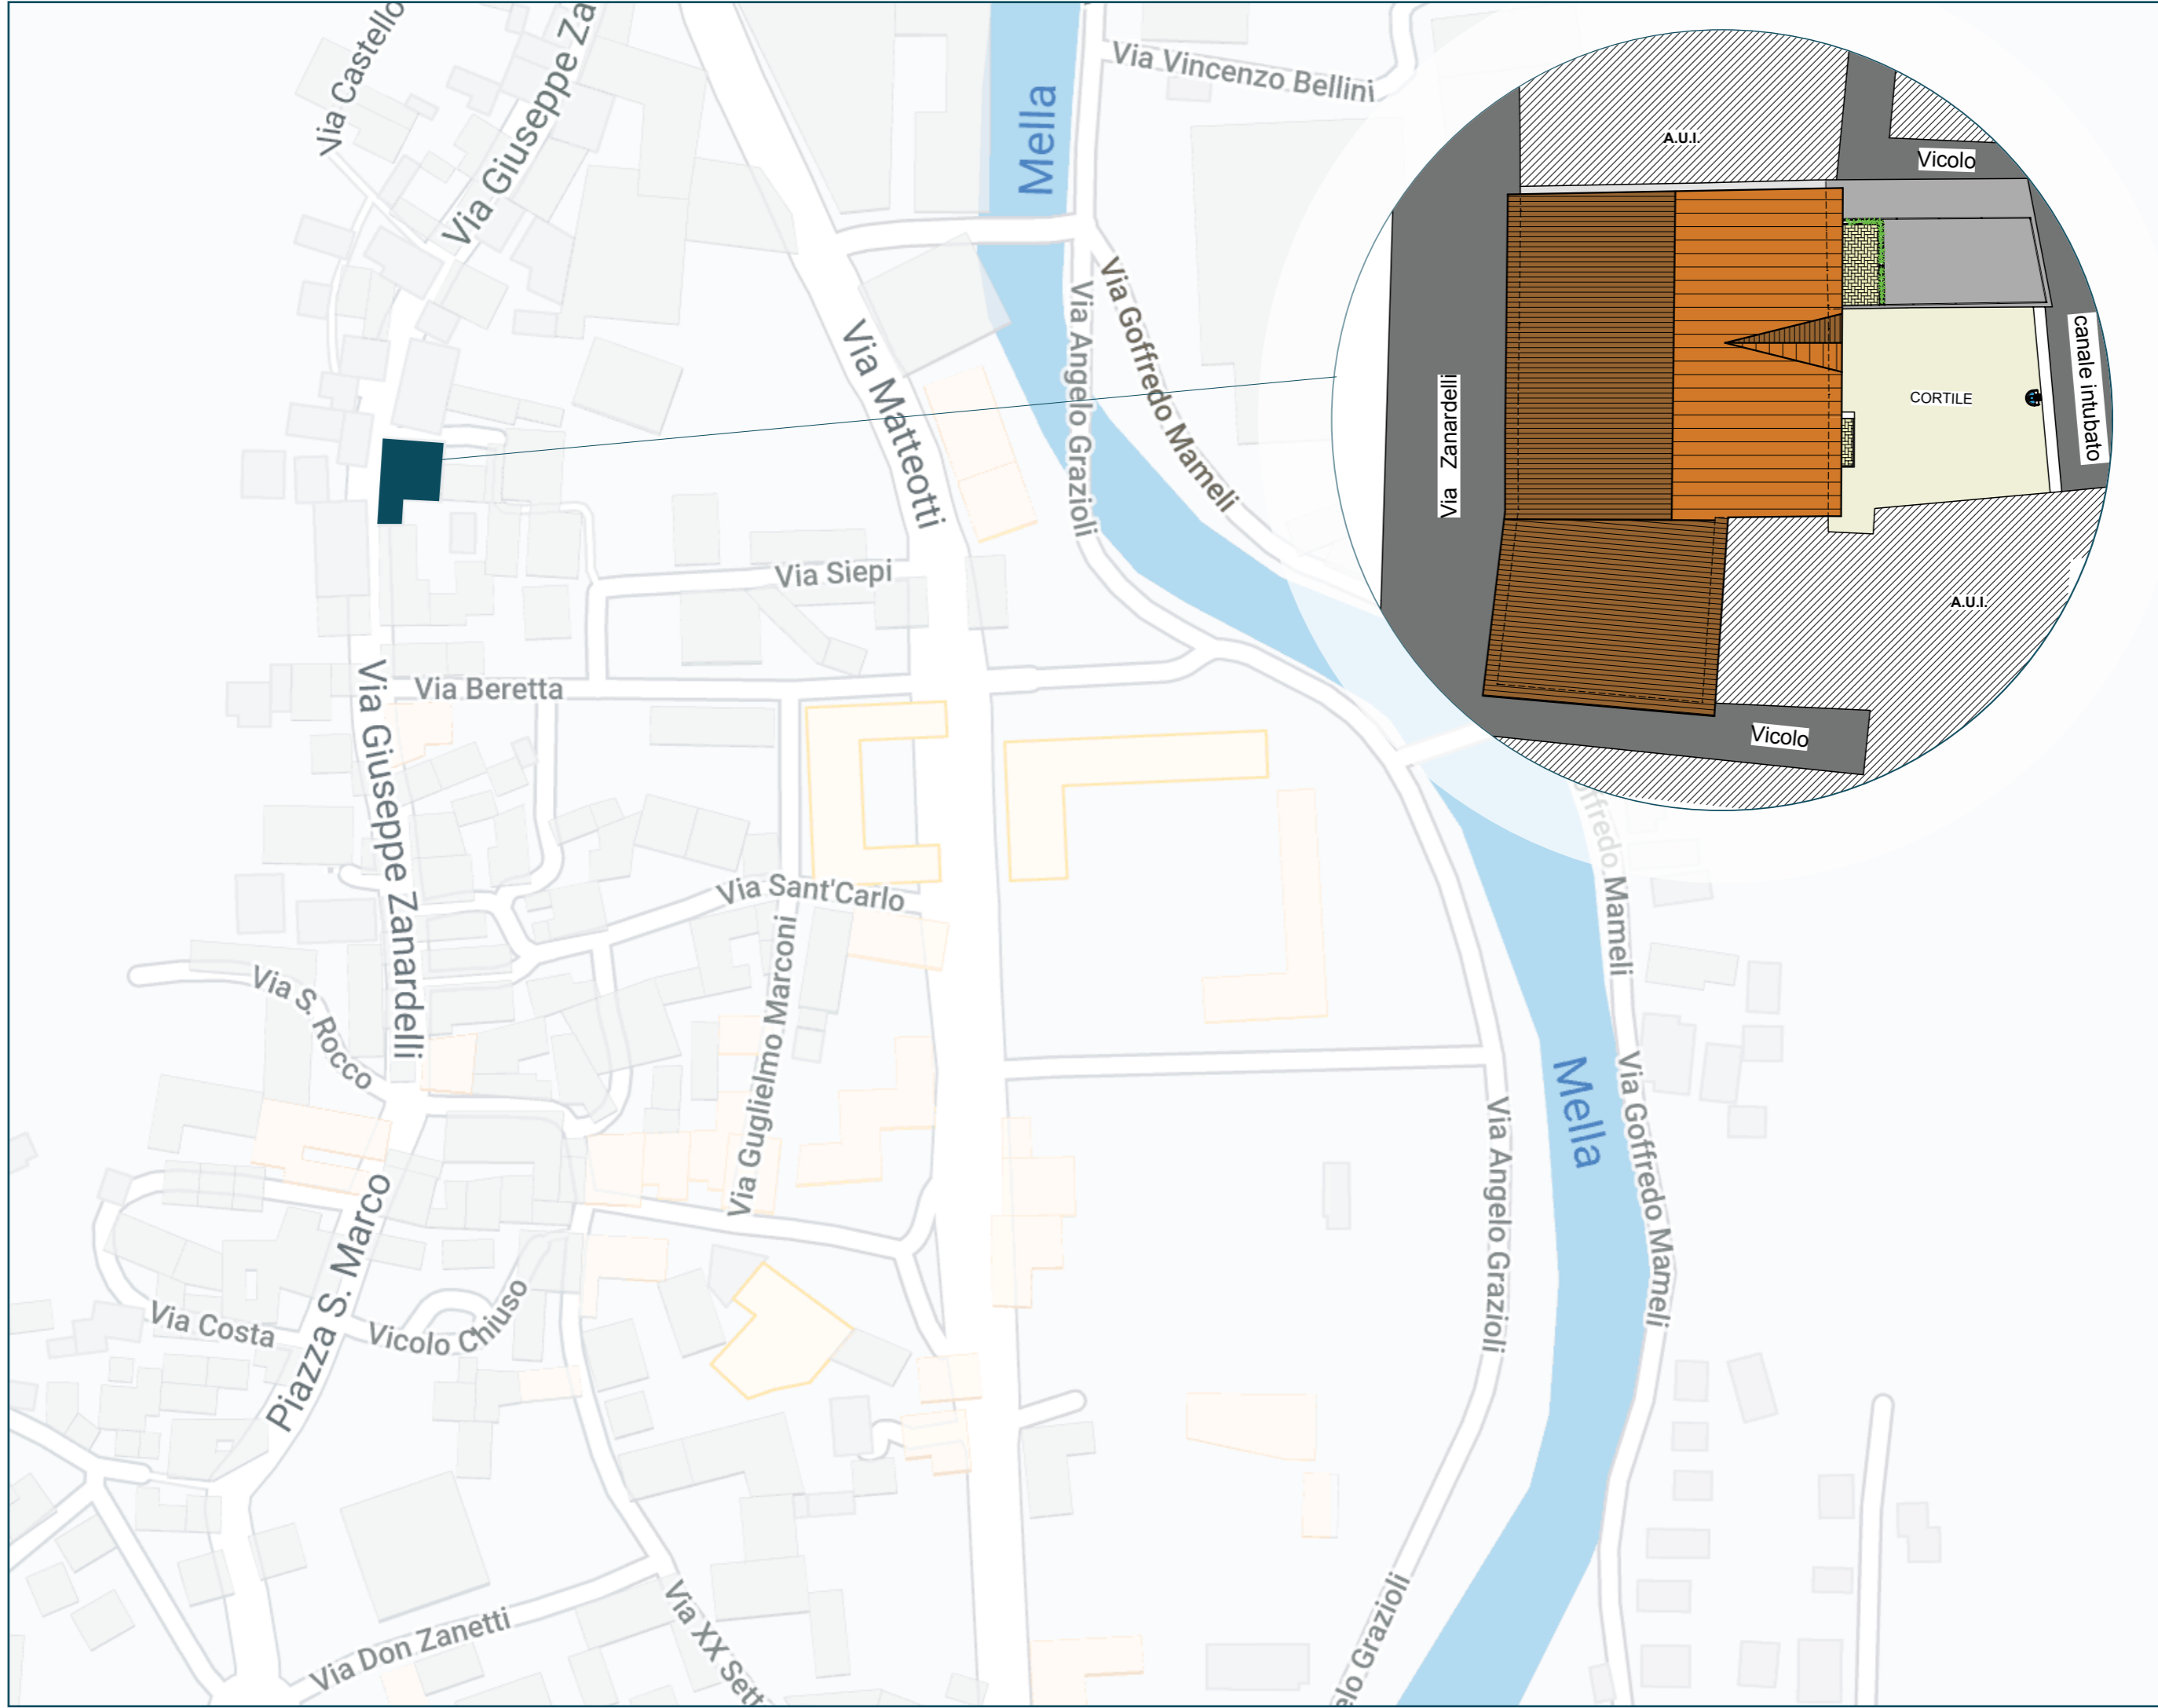 Via Castello
Via Giuseppe Za
Mella
Via Vincenzo Bellini
A.U.I.
Vicolo
Via Zanardelli
CORTILE
canale intubato
A.U.I.
Vicolo
Via Matteotti
Via Angelo Grazioli
Via Goffredo Mameli
Via Siepi
Via Beretta
Via Giuseppe Zanardelli
Via Sant'Carlo
Via Guglielmo Marconi
offredo Mameli
Via S. Rocco
Mella
Via Goffredo Mameli
Via Angelo Grazioli
Piazza S. Marco
Via Costa
Vicolo Chiuso
Via Don Zanetti
Via XX Sett
elo Grazioli